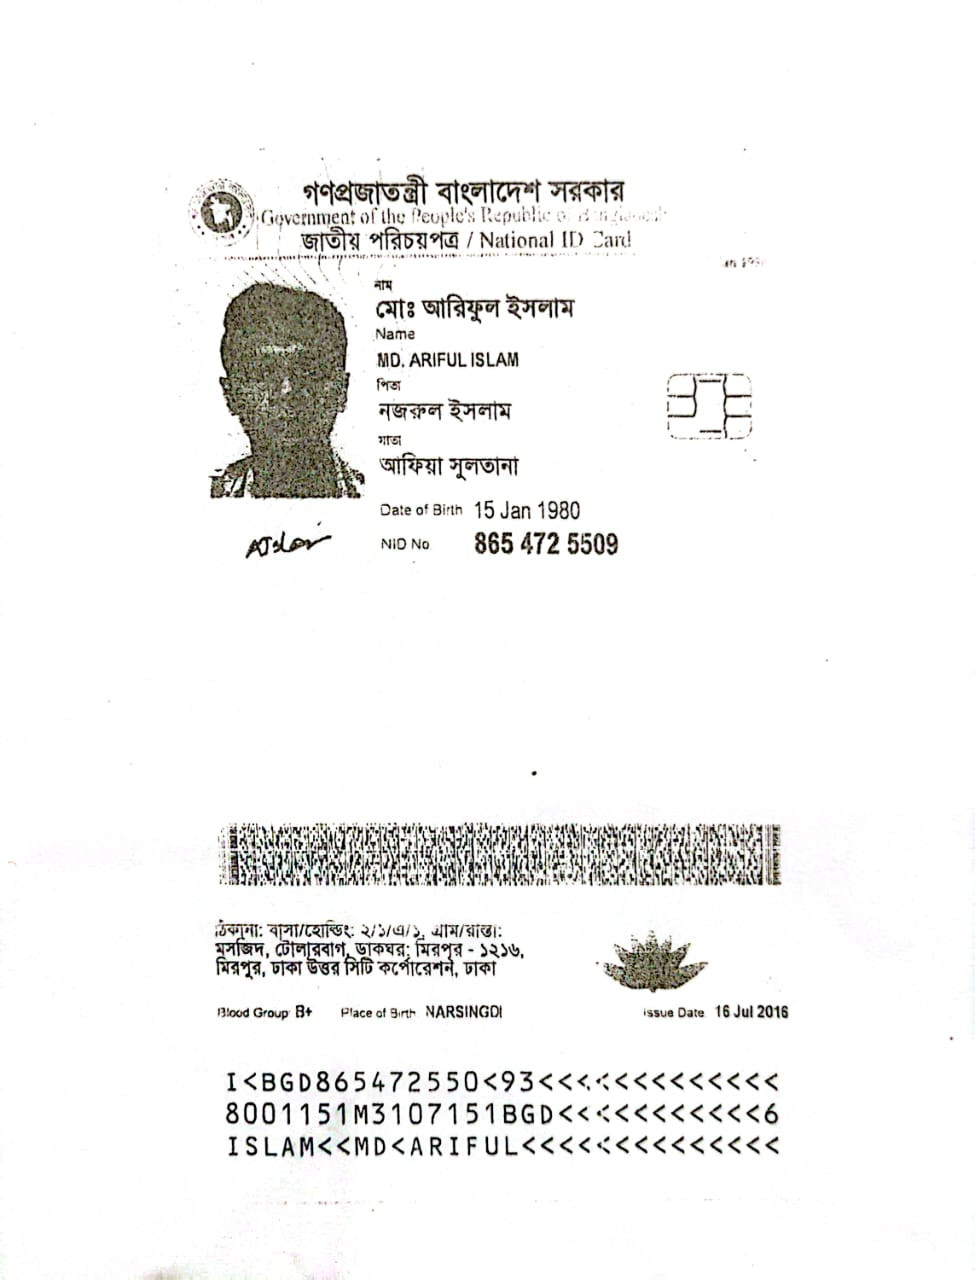 গণপ্রজাতন্ত্রী বাংলাদেশ সরকার
Government of the People's Republic of Bangladesh
জাতীয় পরিচয়পত্র / National ID Card
নাম
মোঃ আরিফুল ইসলাম
Name
MD. ARIFUL ISLAM
পিতা
নজরুল ইসলাম
মাতা
আফিয়া সুলতানা
Date of Birth 15 Jan 1980
NID No 865 472 5509
ঠিকানা: বাসা/হোল্ডিং: ২/১/এ/১, গ্রাম/রাস্তা:
মসজিদ, টোলারবাগ, ডাকঘর: মিরপুর - ১২১৬,
মিরপুর, ঢাকা উত্তর সিটি কর্পোরেশন, ঢাকা
Blood Group B+ Place of Birth NARSINGDI Issue Date 16 Jul 2016
I<BGD865472550<93<<<<<<<<<<<<<
8001151M3107151BGD<<<<<<<<<<<6
ISLAM<<MD<ARIFUL<<<<<<<<<<<<<<